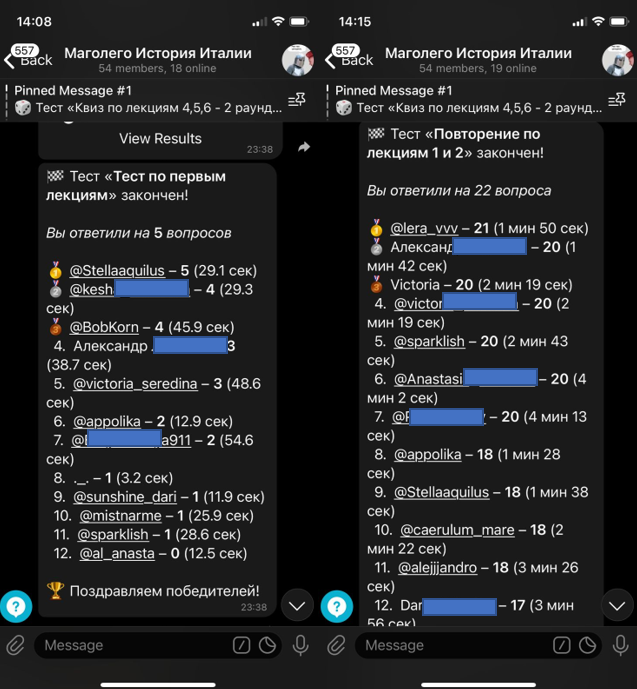 14:08
557
Back
Маголего История Италии
54 members, 18 online
Pinned Message #1
Тест «Квиз по лекциям 4,5,6 - 2 раунд...
View Results
23:38
Тест «Тест по первым
лекциям» закончен!
Вы ответили на 5 вопросов
@Stellaaquilus – 5 (29.1 сек)
@kesh – 4 (29.3
сек)
@BobKorn – 4 (45.9 сек)
4. Александр 3
(38.7 сек)
5. @victoria_seredina – 3 (48.6
сек)
6. @appolika – 2 (12.9 сек)
7. @ a911 – 2 (54.6
сек)
8. ._. – 1 (3.2 сек)
9. @sunshine_dari – 1 (11.9 сек)
10. @mistnarme – 1 (25.9 сек)
11. @sparklish – 1 (28.6 сек)
12. @al_anasta – 0 (12.5 сек)
Поздравляем победителей!
23:38
Message
14:15
557
Back
Маголего История Италии
54 members, 19 online
Pinned Message #1
Тест «Квиз по лекциям 4,5,6 - 2 раунд...
Тест «Повторение по
лекциям 1 и 2» закончен!
Вы ответили на 22 вопроса
@lera_vvv – 21 (1 мин 50 сек)
Александ – 20 (1
мин 42 сек)
Victoria – 20 (2 мин 19 сек)
4. @victor – 20 (2
мин 19 сек)
5. @sparklish – 20 (2 мин 43
сек)
6. @Anastasi – 20 (4
мин 2 сек)
7. @ – 20 (4 мин 13
сек)
8. @appolika – 18 (1 мин 28
сек)
9. @Stellaaquilus – 18 (1 мин 38
сек)
10. @caerulum_mare – 18 (2
мин 22 сек)
11. @alejjandro – 18 (3 мин 26
сек)
12. Dar – 17 (3 мин
56 сек)
Message